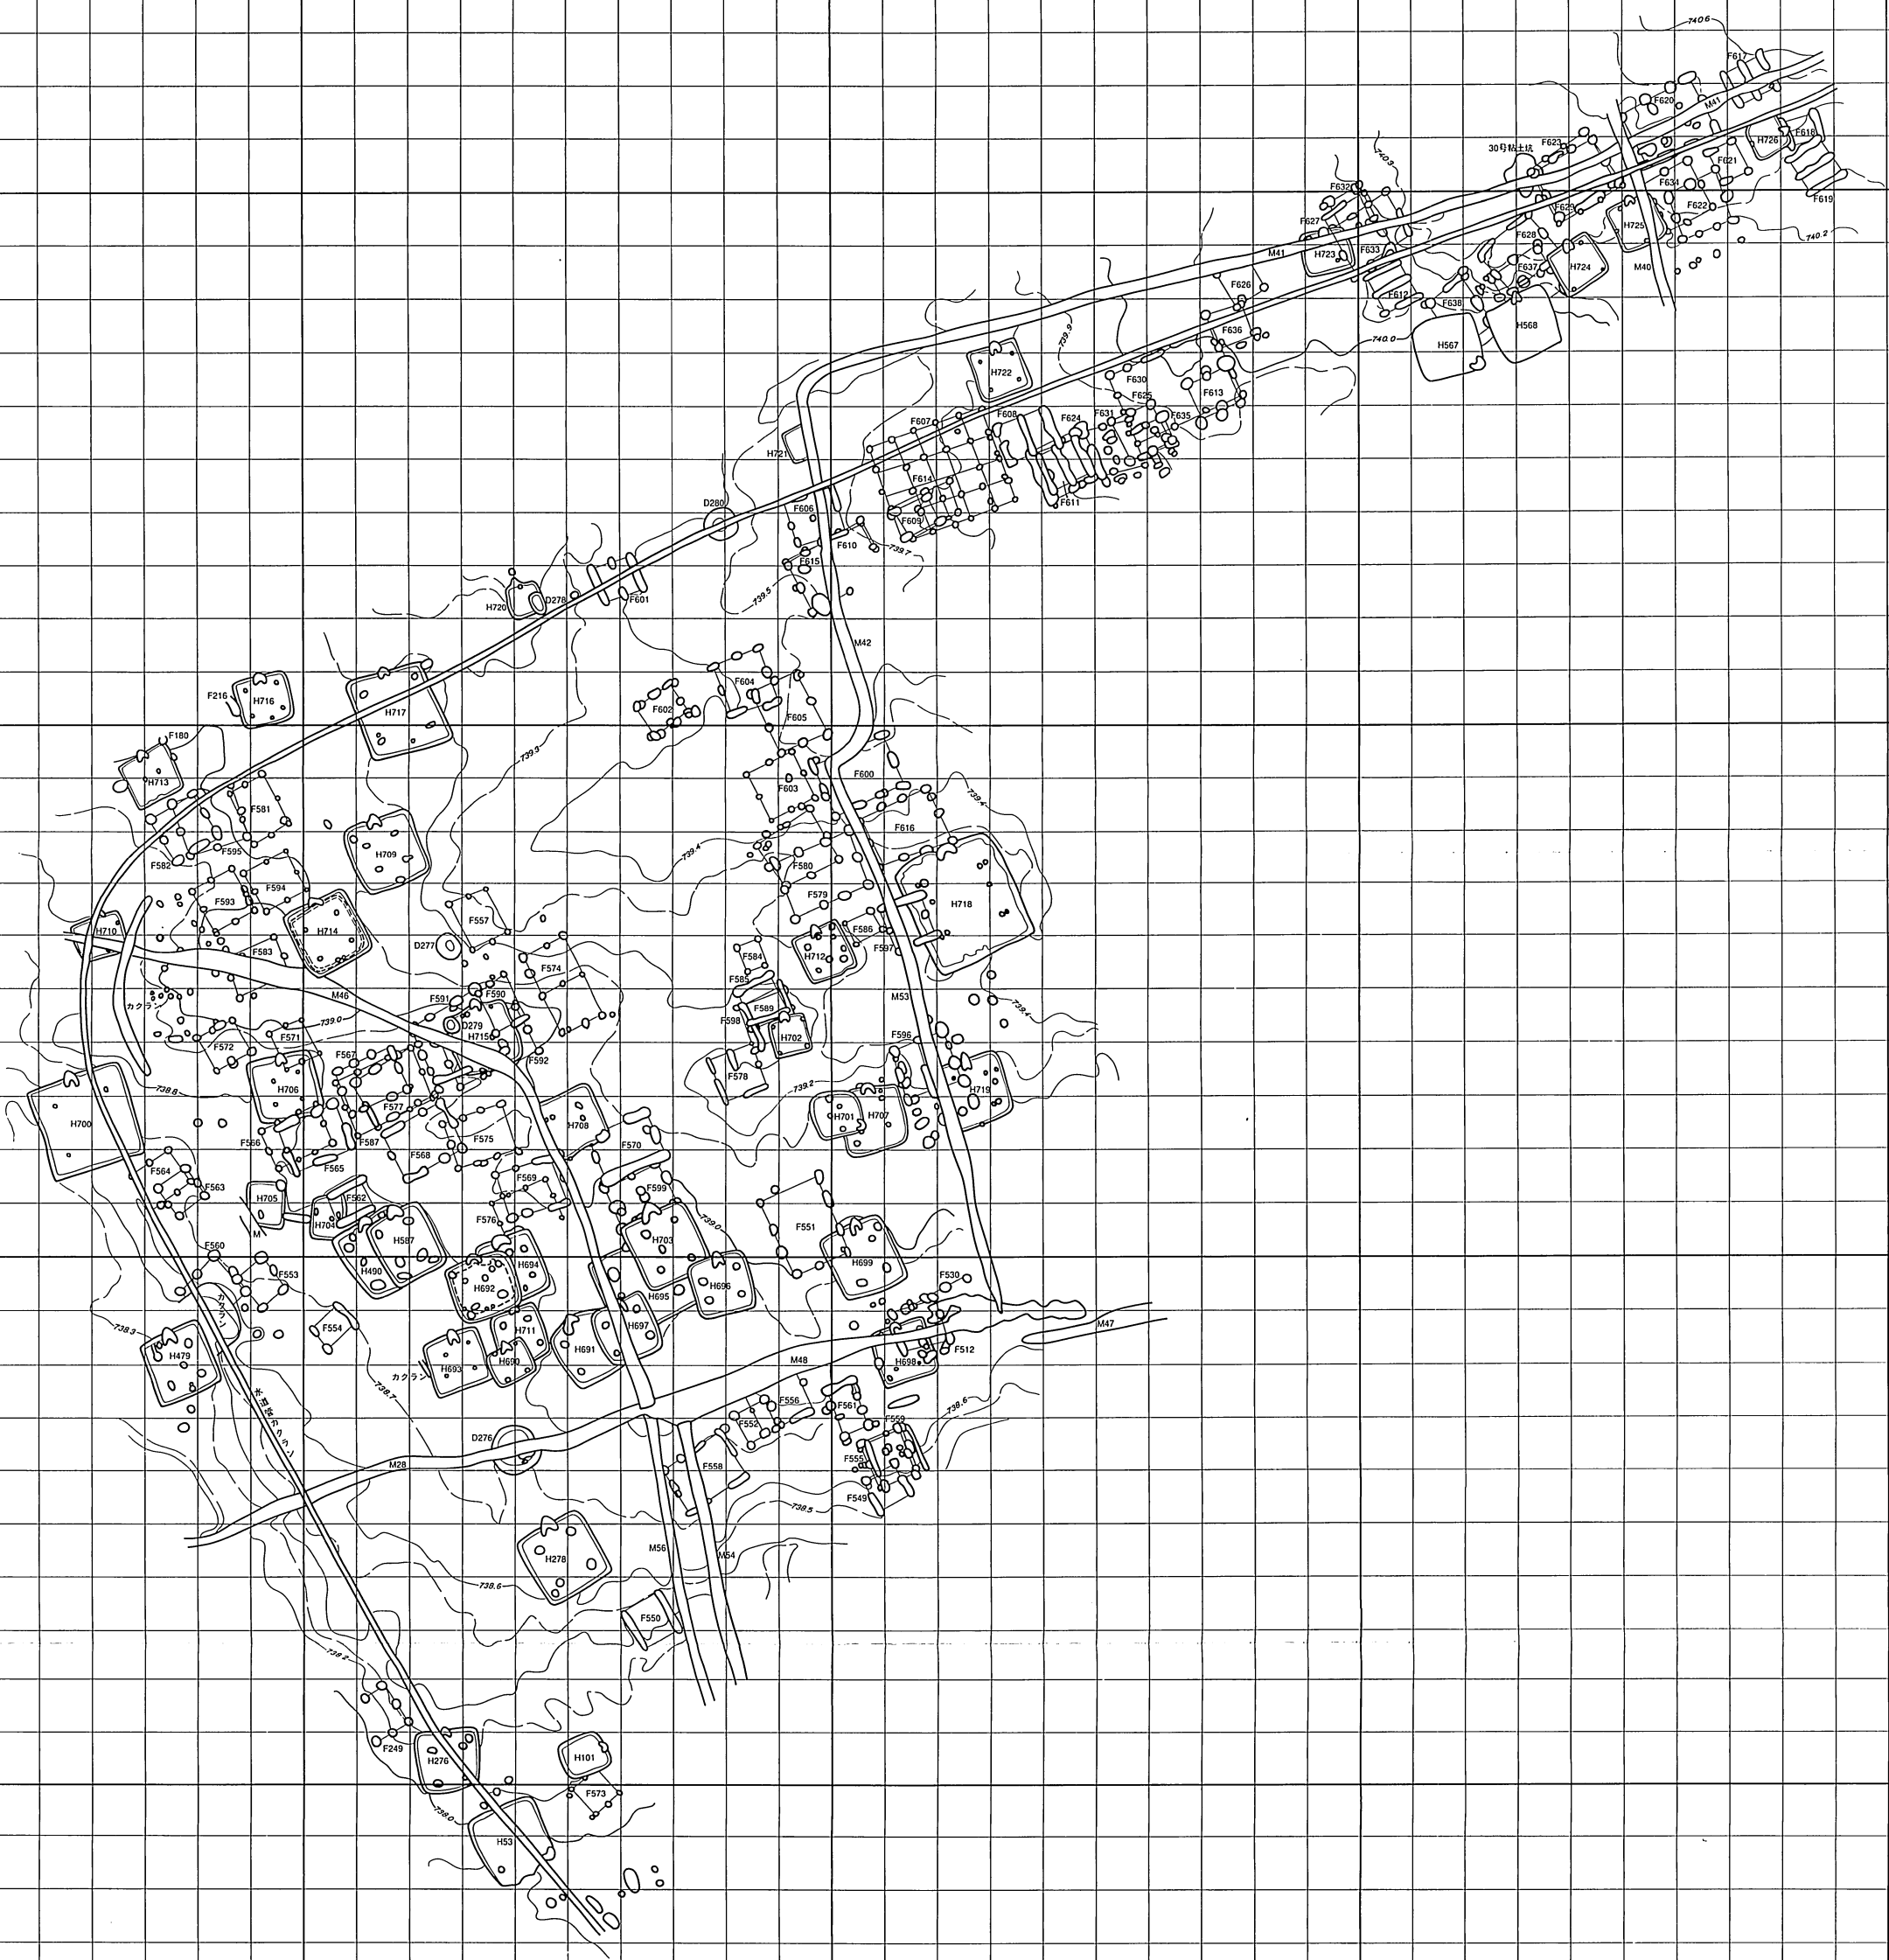 740.6
F617
F620
M41
740.3
30号粘土坑
F623
H726
F618
F621
F634
F632
F627
F629
F622
F619
H725
740.2
M41
H723
F633
F628
F637
H724
M40
F626
F612
F638
H568
739.9
F636
740.0
H567
H722
F630
F625
F613
F607
F608
F624
F631
F635
H721
F614
F611
D280
F606
F609
F610
739.7
F615
739.5
H720
D278
F601
M42
F216
H716
H717
F604
F602
F605
F180
739.3
H713
F600
F603
739.4
F581
F616
H709
739.4
F582
F595
F580
F594
F579
F593
F557
H718
H710
H714
D277
F586
F597
F583
F584
H712
F574
F585
M46
F591
F590
M53
カクラン
F589
F598
739.4
739.0
D279
H715
H702
F571
F572
F567
F592
F596
F578
738.8
H706
739.2
H719
F577
H708
H701
H707
H700
F566
F587
F575
F570
F568
F565
F564
F569
F563
F562
F599
H705
H704
F576
739.0
M
H587
H703
F551
F560
H490
H694
H699
F553
H692
H696
F530
H695
カクラン
F554
H711
H697
M47
738.3
H479
H693
H690
H691
M48
H698
F512
カクラン
738.7
738.6
F556
F561
F552
F559
D276
M28
F558
F555
F549
738.5
H278
M56
M54
738.6
F550
738.2
F249
H276
H101
F573
738.0
H53